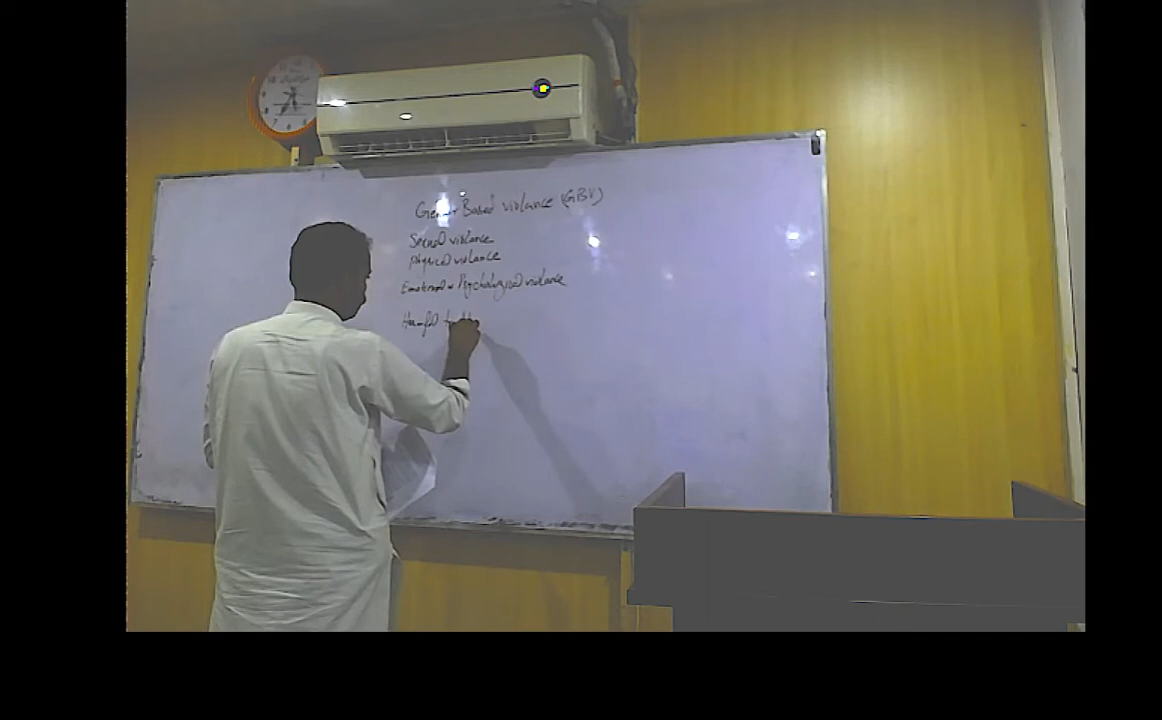 Gender Based violance (GBV)
Sexual violance
Physical violance
Emotional or Psychological violance
Harmful